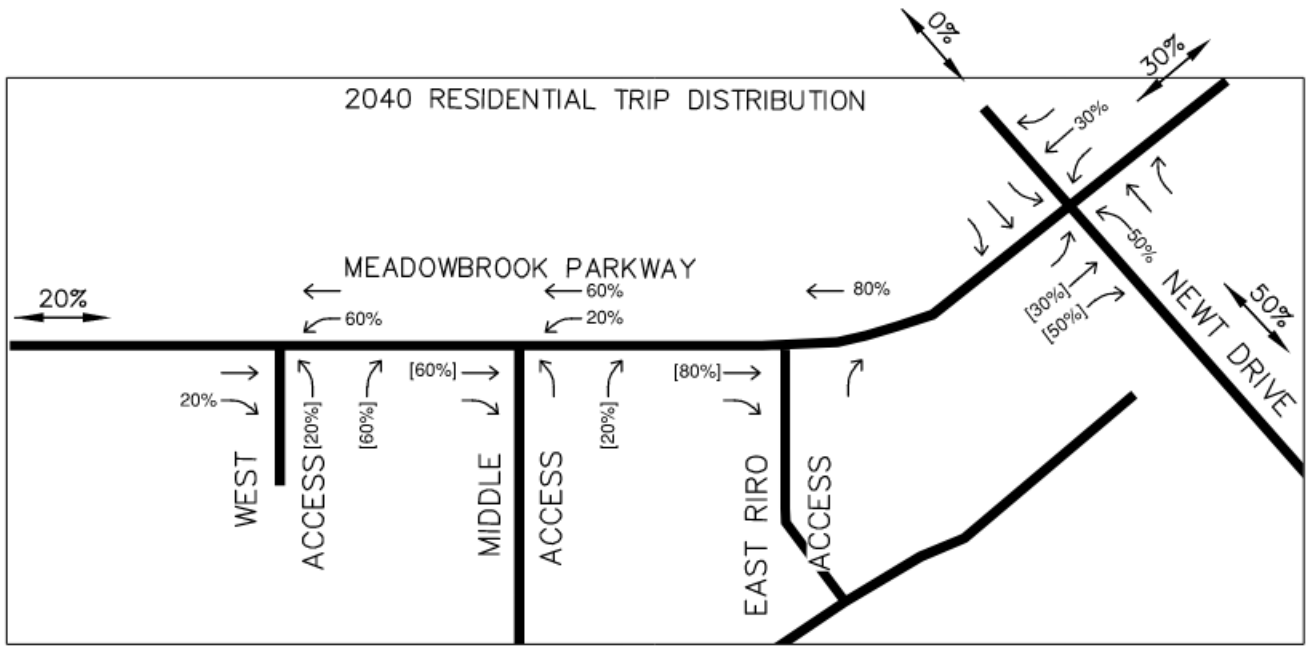 0%
30%
2040 RESIDENTIAL TRIP DISTRIBUTION
30%
50%
MEADOWBROOK PARKWAY
NEWT DRIVE
50%
20%
60%
80%
60%
20%
[30%]
[50%]
20%
[60%]
[80%]
[20%]
[60%]
[20%]
WEST
ACCESS
MIDDLE
ACCESS
EAST RIRO
ACCESS